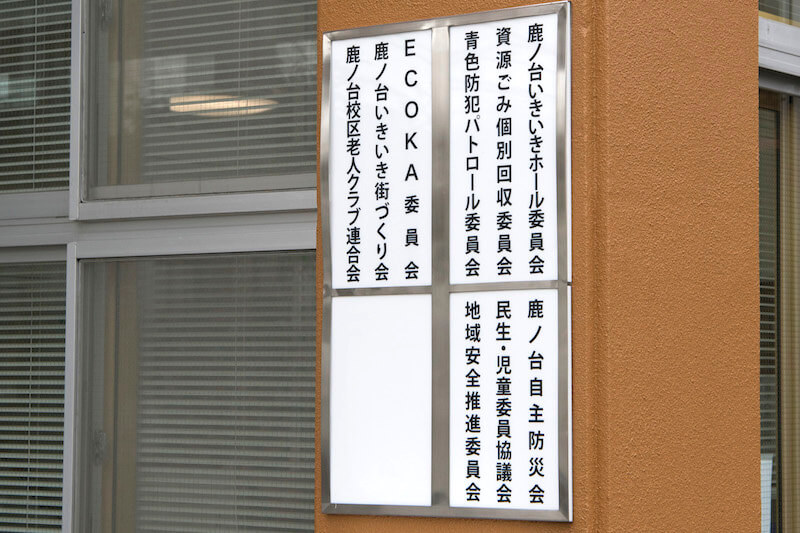 鹿ノ台いきいきホール委員会
資源ごみ個別回収委員会
青色防犯パトロール委員会
ECOKA委員会
鹿ノ台いきいき街づくり会
鹿ノ台校区老人クラブ連合会
鹿ノ台自主防災会
民生・児童委員協議会
地域安全推進委員会